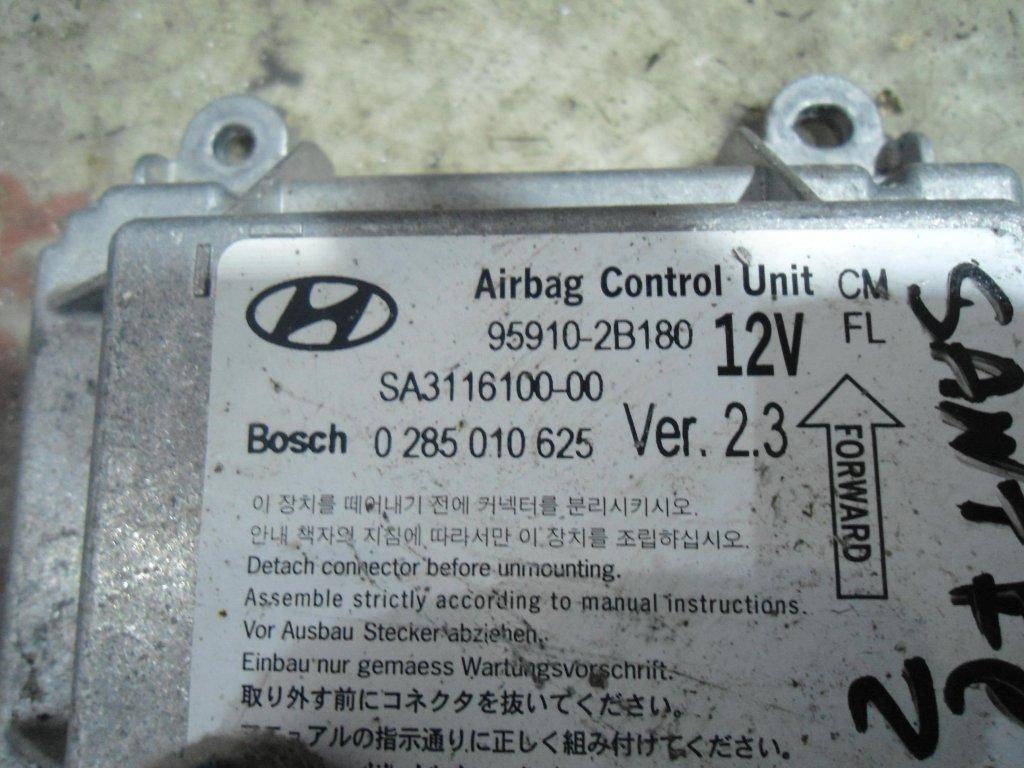 Airbag Control Unit CM
95910-2B180 12V FL
SA3116100-00
Bosch 0 285 010 625 Ver. 2.3
FORWARD
이 장치를 떼어내기 전에 커넥터를 분리시키시오.
안내 책자의 지침에 따라서만 이 장치를 조립하십시오.
Detach connector before unmounting.
Assemble strictly according to manual instructions.
Vor Ausbau Stecker abziehen.
Einbau nur gemaess Wartungsvorschrift.
取り外す前にコネクタを抜いてください。
マニュアルの指示通りに正しく組み付けてください。
2